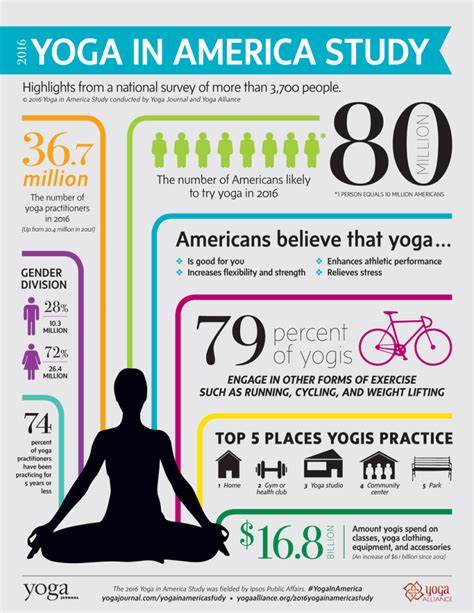 2016 YOGA IN AMERICA STUDY
Highlights from a national survey of more than 3,700 people.
© 2016 Yoga in America Study conducted by Yoga Journal and Yoga Alliance
36.7
million
The number of
yoga practitioners
in 2016
(Up from 20.4 million in 2012)
*
The number of Americans likely
to try yoga in 2016
80 MILLION
*1 PERSON EQUALS 10 MILLION AMERICANS
Americans believe that yoga...
Is good for you
Increases flexibility and strength
Enhances athletic performance
Relieves stress
GENDER
DIVISION
28%
10.3
MILLION
72%
26.4
MILLION
79 percent
of yogis
ENGAGE IN OTHER FORMS OF EXERCISE
SUCH AS RUNNING, CYCLING, AND WEIGHT LIFTING
74
percent
of yoga
practitioners
have been
practicing for
5 years or
less
TOP 5 PLACES YOGIS PRACTICE
1 Home
2 Gym or
health club
3 Yoga studio
4 Community
center
5 Park
$16.8 BILLION
Amount yogis spend on
classes, yoga clothing,
equipment, and accessories
(An increase of $6.1 billion since 2012)
yoga
JOURNAL
The 2016 Yoga in America Study was fielded by Ipsos Public Affairs. #YogaInAmerica
yogajournal.com/yogainamericastudy • yogaalliance.org/2016yogainamericastudy
yoga
ALLIANCE